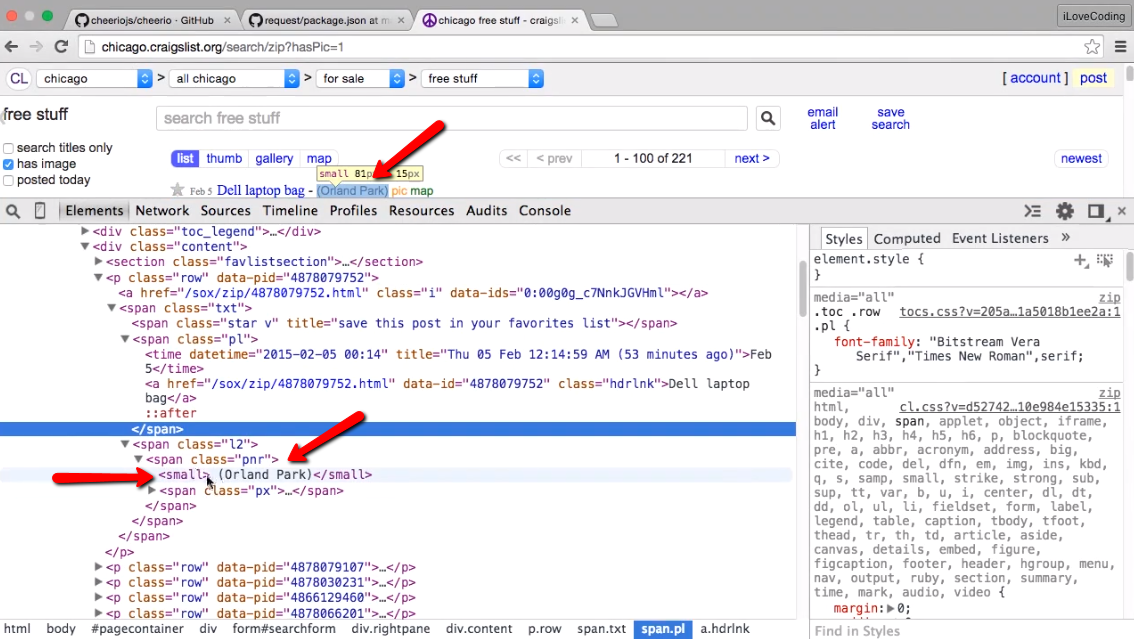 cheeriojs/cheerio · GitHub × request/package.json at m × chicago free stuff - craigsli × iLoveCoding
chicago.craigslist.org/search/zip?hasPic=1
CL chicago > all chicago > for sale > free stuff [ account ] post
free stuff search free stuff email alert save search
search titles only
has image list thumb gallery map << < prev 1 - 100 of 221 next > newest
posted today small 81p 15px
Feb 5 Dell laptop bag - (Orland Park) pic map
Elements Network Sources Timeline Profiles Resources Audits Console ×
▶<div class="toc_legend">…</div>
▼<div class="content">
▶<section class="favlistsection">…</section>
▼<p class="row" data-pid="4878079752">
<a href="/sox/zip/4878079752.html" class="i" data-ids="0:00g0g_c7NnkJGVHml"></a>
▼<span class="txt">
<span class="star v" title="save this post in your favorites list"></span>
▼<span class="pl">
<time datetime="2015-02-05 00:14" title="Thu 05 Feb 12:14:59 AM (53 minutes ago)">Feb
5</time>
<a href="/sox/zip/4878079752.html" data-id="4878079752" class="hdrlnk">Dell laptop
bag</a>
::after
</span>
▼<span class="l2">
▼<span class="pnr">
<small> (Orland Park)</small>
▶<span class="px">…</span>
</span>
</span>
</span>
</p>
▶<p class="row" data-pid="4878079107">…</p>
▶<p class="row" data-pid="4878030231">…</p>
▶<p class="row" data-pid="4866129460">…</p>
▶<p class="row" data-pid="4878066201">…</p>
html body #pagecontainer div form#searchform div.rightpane div.content p.row span.txt span.pl a.hdrlnk
Styles Computed Event Listeners »
element.style {
}
media="all" zip
.toc .row tocs.css?v=205a…1a5018b1ee2a:1
.pl {
font-family: "Bitstream Vera
Serif","Times New Roman",serif;
}
media="all" zip
html, cl.css?v=d52742…10e984e15335:1
body, div, span, applet, object, iframe,
h1, h2, h3, h4, h5, h6, p, blockquote,
pre, a, abbr, acronym, address, big,
cite, code, del, dfn, em, img, ins, kbd,
q, s, samp, small, strike, strong, sub,
sup, tt, var, b, u, i, center, dl, dt,
dd, ol, ul, li, fieldset, form, label,
legend, table, caption, tbody, tfoot,
thead, tr, th, td, article, aside,
canvas, details, embed, figure,
figcaption, footer, header, hgroup, menu,
nav, output, ruby, section, summary,
time, mark, audio, video {
margin:▶0;
Find in Styles